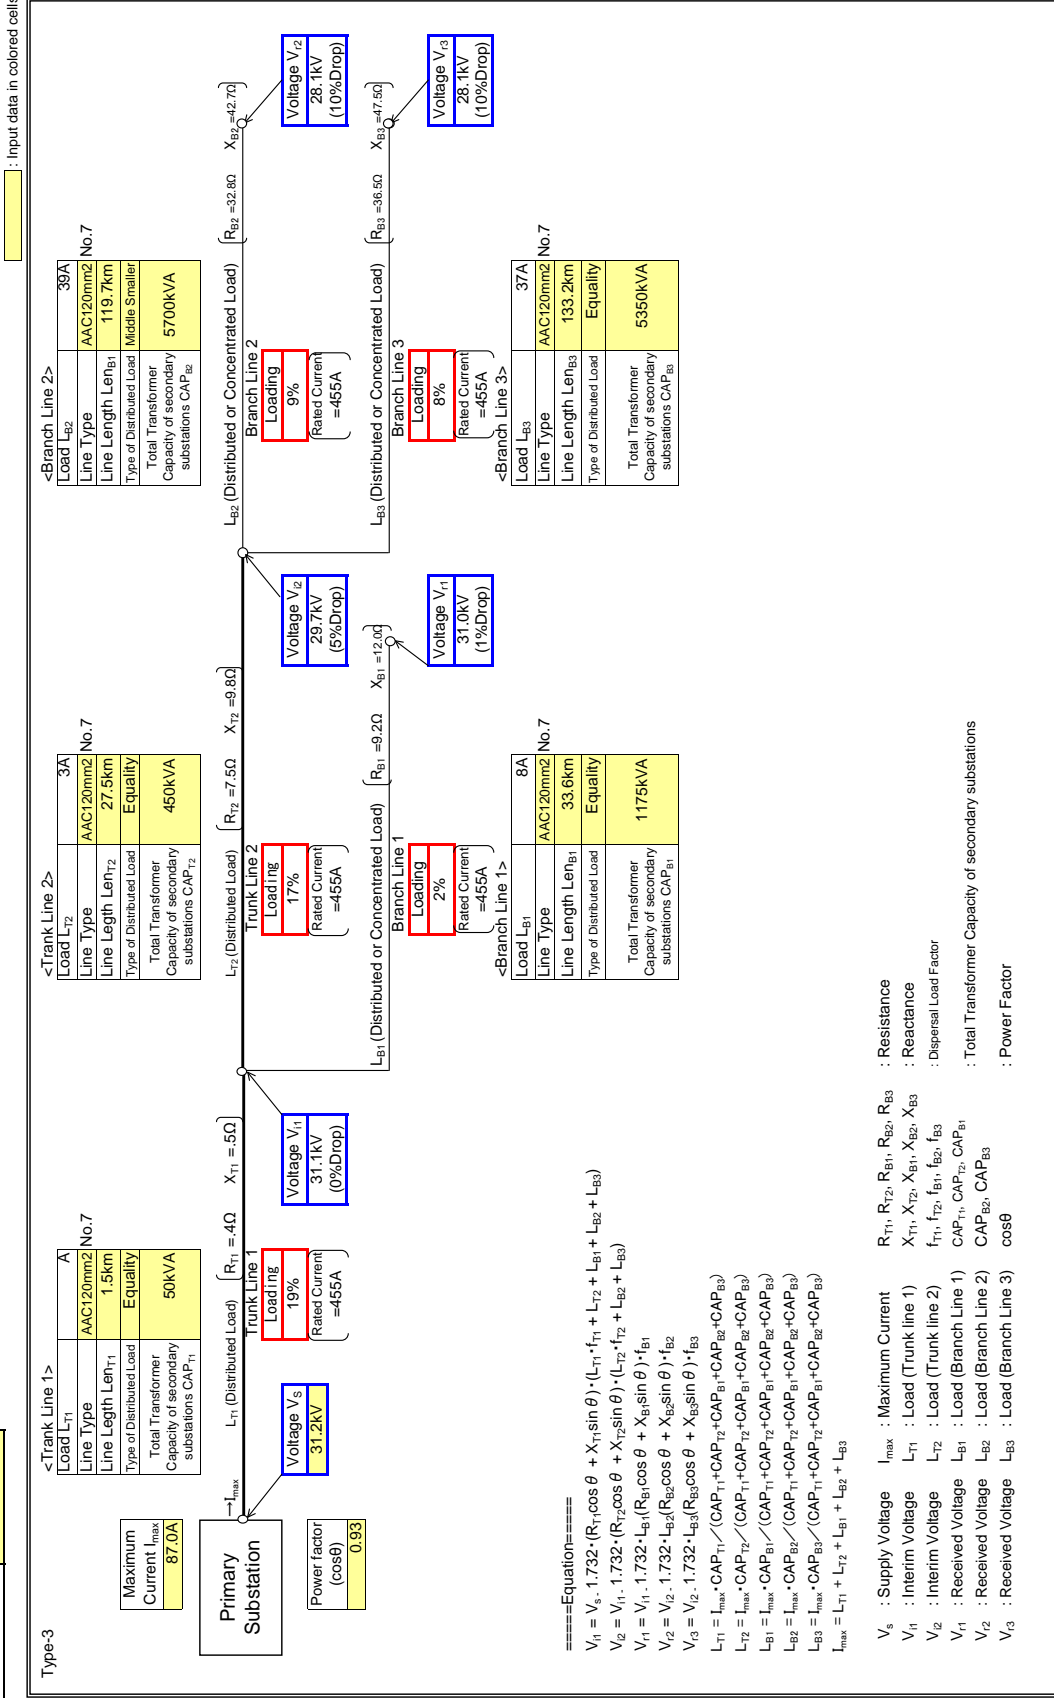 : Input data in colored cells
Type-3
<Trank Line 1>
Load LT1 A
Line Type AAC120mm2 No.7
Line Legth LenT1 1.5km
Type of Distributed Load Equality
Total Transformer Capacity of secondary substations CAPT1 50kVA
<Trank Line 2>
Load LT2 3A
Line Type AAC120mm2 No.7
Line Legth LenT2 27.5km
Type of Distributed Load Equality
Total Transformer Capacity of secondary substations CAPT2 450kVA
<Branch Line 2>
Load LB2 39A
Line Type AAC120mm2 No.7
Line Length LenB1 119.7km
Type of Distributed Load Middle Smaller
Total Transformer Capacity of secondary substations CAPB2 5700kVA
Maximum Current Imax
87.0A
→Imax
Primary
Substation
Power factor
(cosθ)
0.93
Voltage VS
31.2kV
LT1 (Distributed Load) (RT1 =.4Ω XT1 =.5Ω)
Trunk Line 1
Loading
19%
(Rated Current
=455A)
Voltage Vi1
31.1kV
(0%Drop)
LT2 (Distributed Load) (RT2 =7.5Ω XT2 =9.8Ω)
Trunk Line 2
Loading
17%
(Rated Current
=455A)
Voltage Vi2
29.7kV
(5%Drop)
LB2 (Distributed or Concentrated Load) (RB2 =32.8Ω XB2 =42.7Ω)
Branch Line 2
Loading
9%
(Rated Current
=455A)
Voltage Vr2
28.1kV
(10%Drop)
LB1 (Distributed or Concentrated Load) (RB1 =9.2Ω XB1 =12.0Ω)
Branch Line 1
Loading
2%
(Rated Current
=455A)
Voltage Vr1
31.0kV
(1%Drop)
LB3 (Distributed or Concentrated Load) (RB3 =36.5Ω XB3 =47.5Ω)
Branch Line 3
Loading
8%
(Rated Current
=455A)
Voltage Vr3
28.1kV
(10%Drop)
<Branch Line 1>
Load LB1 8A
Line Type AAC120mm2 No.7
Line Length LenB1 33.6km
Type of Distributed Load Equality
Total Transformer Capacity of secondary substations CAPB1 1175kVA
<Branch Line 3>
Load LB3 37A
Line Type AAC120mm2 No.7
Line Length LenB3 133.2km
Type of Distributed Load Equality
Total Transformer Capacity of secondary substations CAPB3 5350kVA
=====Equation=====
Vi1 = Vs - 1.732・(RT1cos θ + XT1sin θ)・(LT1・fT1 + LT2 + LB1 + LB2 + LB3)
Vi2 = Vi1 - 1.732・(RT2cos θ + XT2sin θ)・(LT2・fT2 + LB2 + LB3)
Vr1 = Vi1 - 1.732・LB1(RB1cos θ + XB1sin θ)・fB1
Vr2 = Vi2 - 1.732・LB2(RB2cos θ + XB2sin θ)・fB2
Vr3 = Vi2 - 1.732・LB3(RB3cos θ + XB3sin θ)・fB3
LT1 = Imax・CAPT1／(CAPT1+CAPT2+CAPB1+CAPB2+CAPB3)
LT2 = Imax・CAPT2／(CAPT1+CAPT2+CAPB1+CAPB2+CAPB3)
LB1 = Imax・CAPB1／(CAPT1+CAPT2+CAPB1+CAPB2+CAPB3)
LB2 = Imax・CAPB2／(CAPT1+CAPT2+CAPB1+CAPB2+CAPB3)
LB3 = Imax・CAPB3／(CAPT1+CAPT2+CAPB1+CAPB2+CAPB3)
Imax = LT1 + LT2 + LB1 + LB2 + LB3
Vs : Supply Voltage Imax : Maximum Current RT1, RT2, RB1, RB2, RB3 : Resistance
Vi1 : Interim Voltage LT1 : Load (Trunk line 1) XT1, XT2, XB1, XB2, XB3 : Reactance
Vi2 : Interim Voltage LT2 : Load (Trunk line 2) fT1, fT2, fB1, fB2, fB3 : Dispersal Load Factor
Vr1 : Received Voltage LB1 : Load (Branch Line 1) CAPT1, CAPT2, CAPB1 : Total Transformer Capacity of secondary substations
Vr2 : Received Voltage LB2 : Load (Branch Line 2) CAPB2, CAPB3
Vr3 : Received Voltage LB3 : Load (Branch Line 3) cosθ : Power Factor